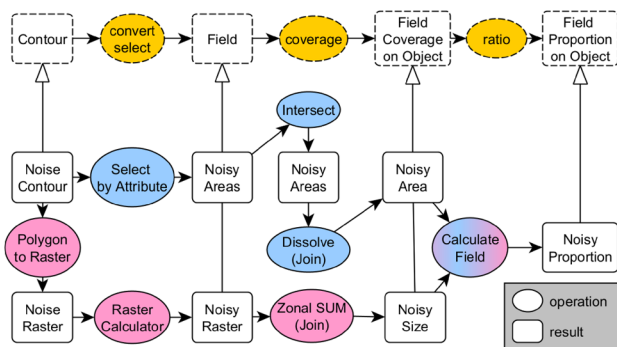 Contour
convert
select
Field
coverage
Field
Coverage
on Object
ratio
Field
Proportion
on Object
Intersect
Noise
Contour
Select
by Attribute
Noisy
Areas
Noisy
Areas
Noisy
Area
Polygon
to Raster
Dissolve
(Join)
Calculate
Field
Noisy
Proportion
Noise
Raster
Raster
Calculator
Noisy
Raster
Zonal SUM
(Join)
Noisy
Size
operation
result